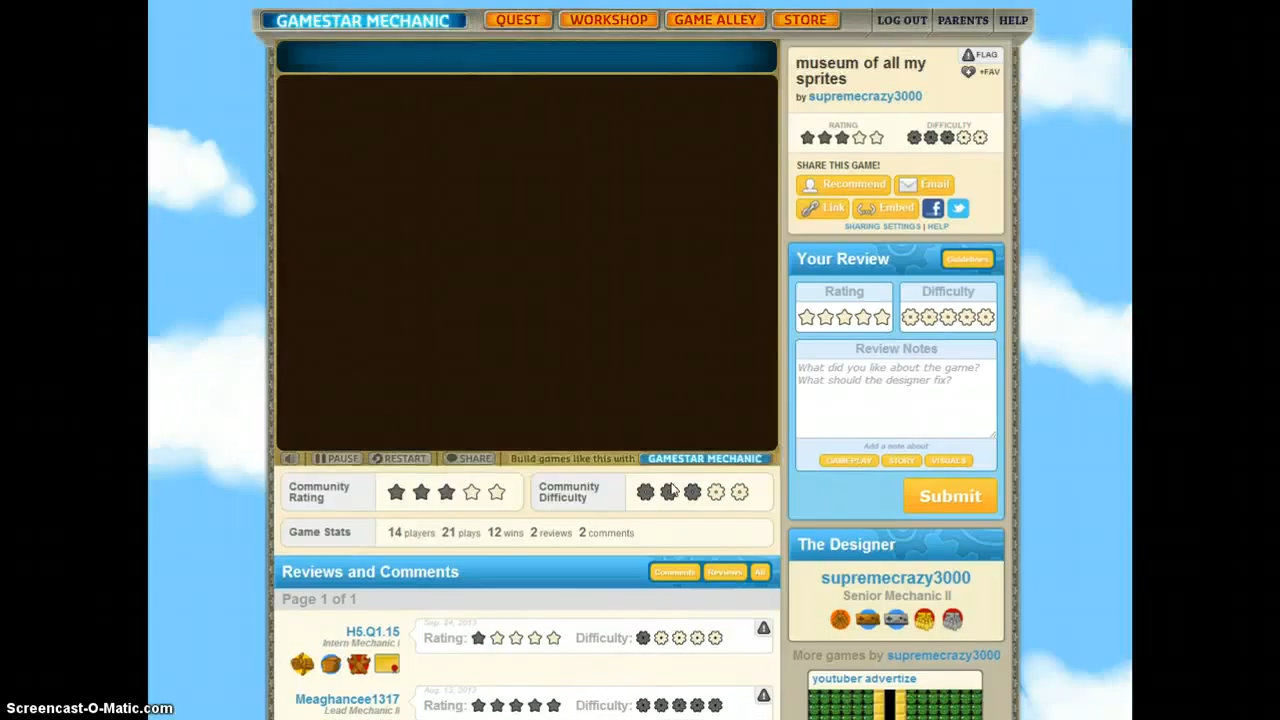 GAMESTAR MECHANIC
QUEST
WORKSHOP
GAME ALLEY
STORE
LOG OUT
PARENTS
HELP
museum of all my
sprites
by supremecrazy3000
FLAG
+FAV
RATING
DIFFICULTY
SHARE THIS GAME!
Recommend
Email
Link
Embed
SHARING SETTINGS | HELP
Your Review
Guidelines
Rating
Difficulty
Review Notes
What did you like about the game?
What should the designer fix?
Add a note about
GAMEPLAY
STORY
VISUALS
Submit
PAUSE
RESTART
SHARE
Build games like this with
GAMESTAR MECHANIC
Community
Rating
Community
Difficulty
Game Stats
14 players 21 plays 12 wins 2 reviews 2 comments
Reviews and Comments
Comments
Reviews
All
Page 1 of 1
H5.Q1.15
Intern Mechanic I
Sep. 24, 2013
Rating:
Difficulty:
Meaghancee1317
Lead Mechanic II
Aug. 13, 2013
Rating:
Difficulty:
The Designer
supremecrazy3000
Senior Mechanic II
More games by supremecrazy3000
youtuber advertize
Screencast-O-Matic.com